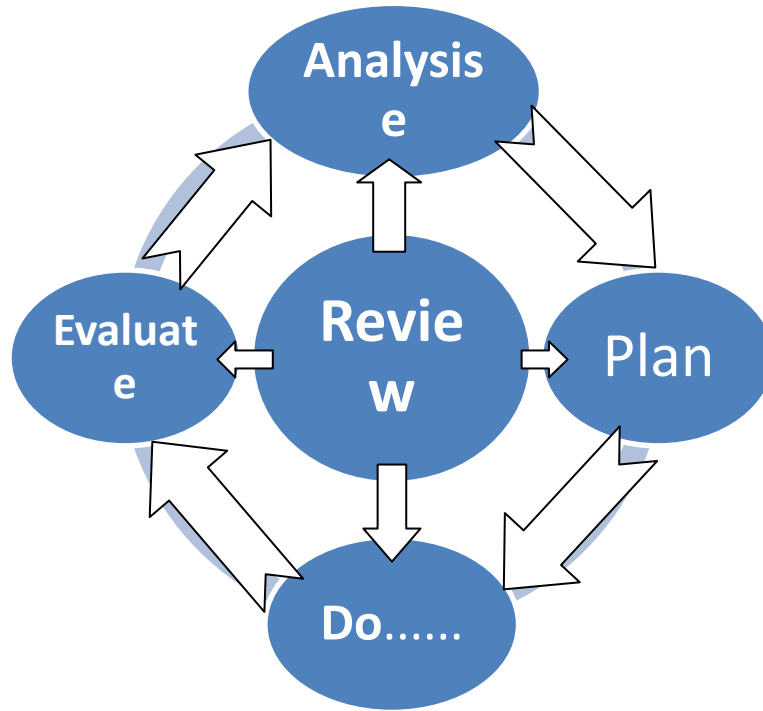 Analysis
e
Evaluat
e
Revie
w
Plan
Do......